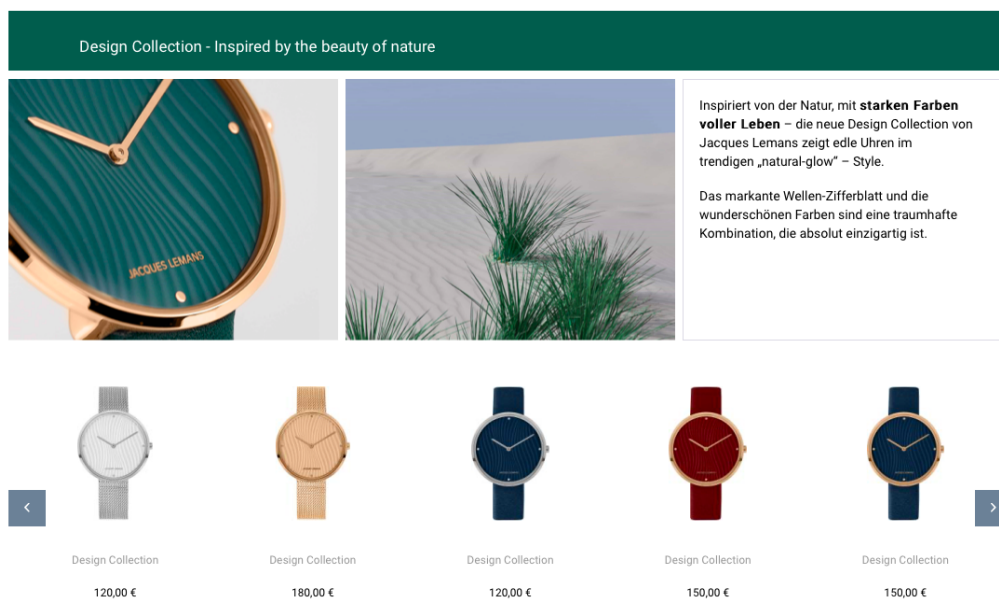 Design Collection - Inspired by the beauty of nature
JACQUES LEMANS
Inspiriert von der Natur, mit starken Farben
voller Leben – die neue Design Collection von
Jacques Lemans zeigt edle Uhren im
trendigen „natural-glow“ – Style.
Das markante Wellen-Zifferblatt und die
wunderschönen Farben sind eine traumhafte
Kombination, die absolut einzigartig ist.
Design Collection
Design Collection
Design Collection
Design Collection
Design Collection
120,00 €
180,00 €
120,00 €
150,00 €
150,00 €